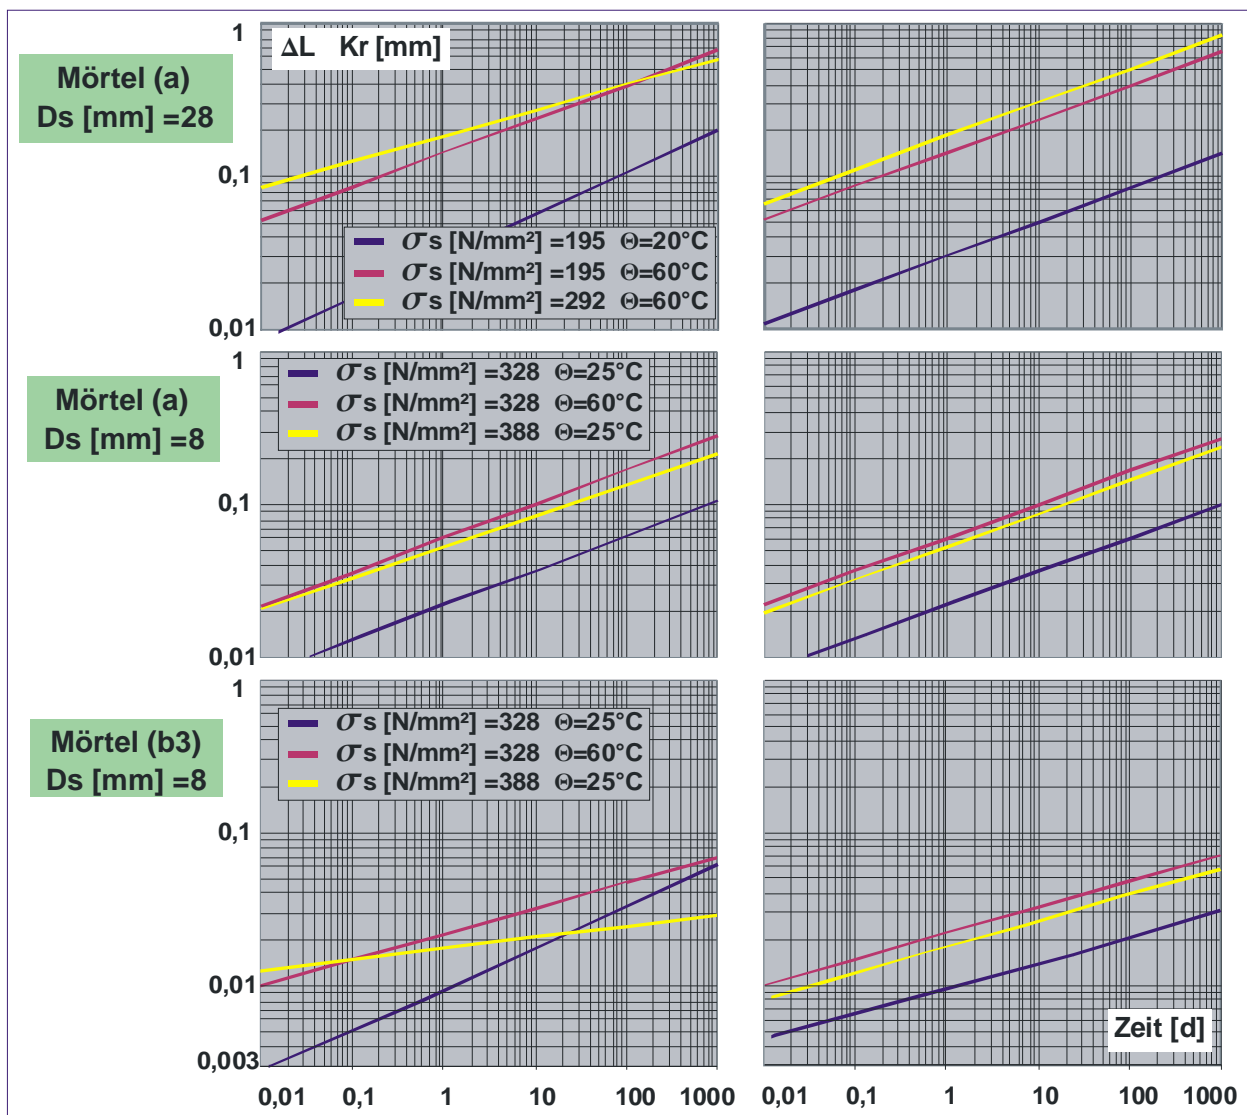 Mörtel (a)
Ds [mm] =28
ΔL Kr [mm]
1
0,1
0,01
σs [N/mm²] =195 Θ=20°C
σs [N/mm²] =195 Θ=60°C
σs [N/mm²] =292 Θ=60°C
Mörtel (a)
Ds [mm] =8
1
0,1
0,01
σs [N/mm²] =328 Θ=25°C
σs [N/mm²] =328 Θ=60°C
σs [N/mm²] =388 Θ=25°C
Mörtel (b3)
Ds [mm] =8
1
0,1
0,01
0,003
σs [N/mm²] =328 Θ=25°C
σs [N/mm²] =328 Θ=60°C
σs [N/mm²] =388 Θ=25°C
Zeit [d]
0,01 0,1 1 10 100 1000
0,01 0,1 1 10 100 1000